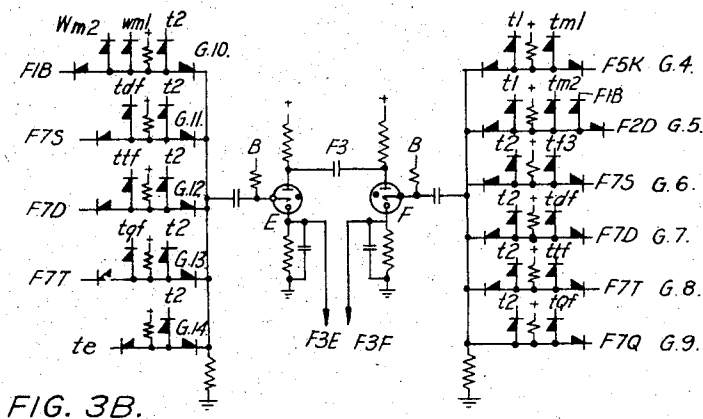 Wm2 wm1 + t2
F1B G.10.
tdf + t2
F7S G.11.
ttf + t2
F7D G.12.
tqf + t2
F7T G.13.
+ t2
te G.14.
+ +
B F3 B
E F
F3E F3F
t1 + tm1
F5K G.4.
t1 + tm2 F1B
F2D G.5.
t2 + tf3
F7S G.6.
t2 + tdf
F7D G.7.
t2 + ttf
F7T G.8.
t2 + tqf
F7Q G.9.
FIG. 3B.